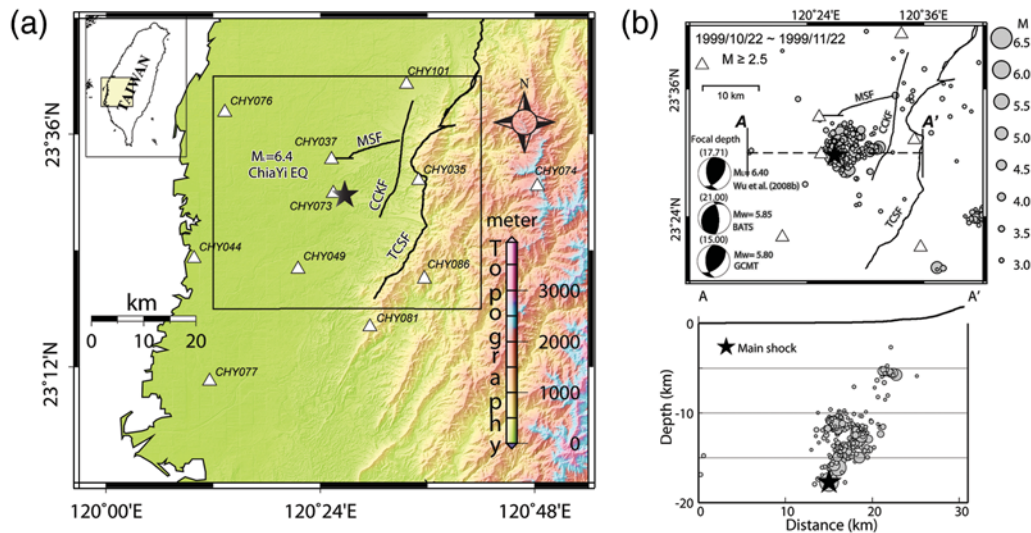 (a)
TAIWAN
CHY101
CHY076
N
CHY037
MSF
ML=6.4
ChiaYi EQ
CHY035
CHY074
CHY073
CCKF
meter
CHY044
TCSF
CHY049
CHY086
km
0 10 20
CHY081
CHY077
Topography
3000
2000
1000
0
23°36'N
23°12'N
120°00'E 120°24'E 120°48'E
(b)
120°24'E 120°36'E
1999/10/22 ~ 1999/11/22
M ≥ 2.5
10 km
MSF
CCKF
A A'
Focal depth
(17.71)
ML= 6.40
Wu et al. (2008b)
(21.00)
Mw= 5.85
BATS
(15.00)
Mw= 5.80
GCMT
TCSF
23°36'N
23°24'N
M
6.5
6.0
5.5
5.0
4.5
4.0
3.5
3.0
A A'
Main shock
0
-10
-20
Depth (km)
0 10 20 30
Distance (km)